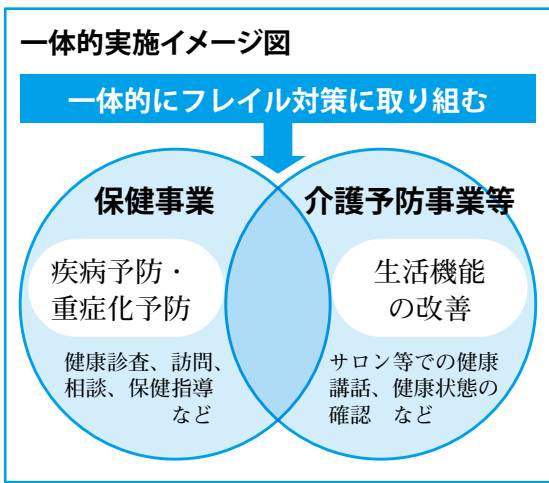 一体的実施イメージ図
一体的にフレイル対策に取り組む
保健事業
疾病予防・
重症化予防
健康診査、訪問、
相談、保健指導
など
介護予防事業等
生活機能
の改善
サロン等での健康
講話、健康状態の
確認　など